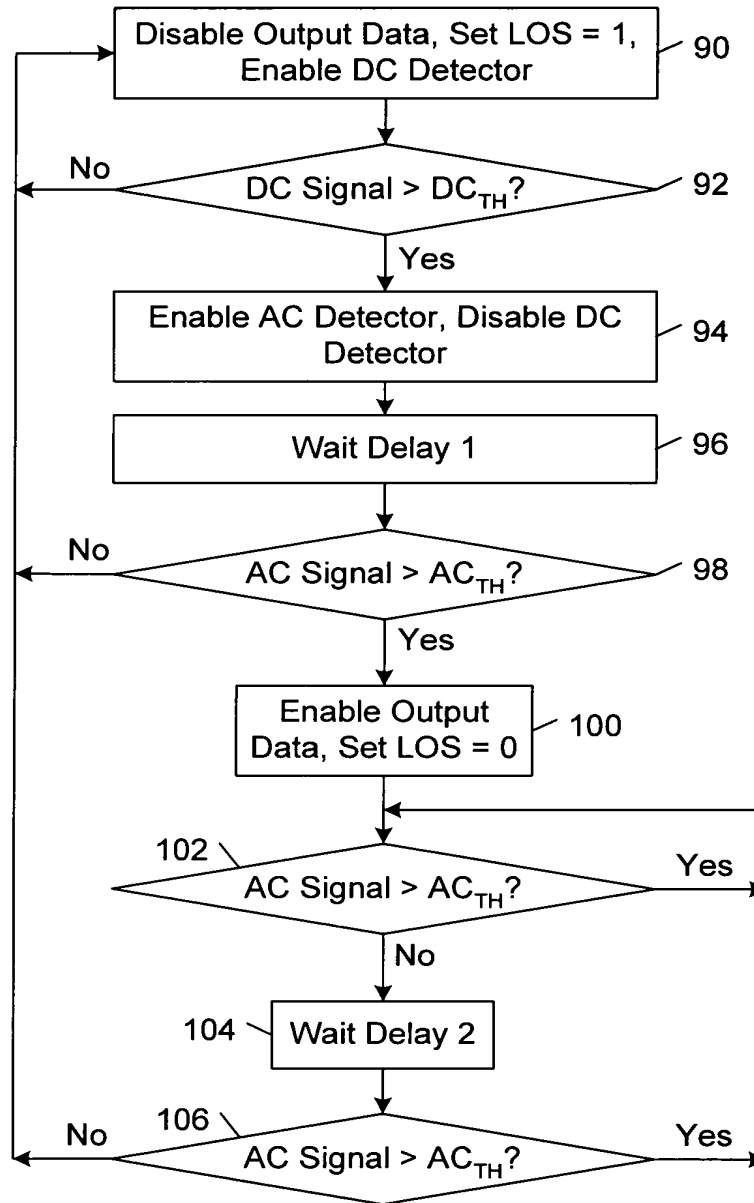 Disable Output Data, Set LOS = 1,
Enable DC Detector
90
No
DC Signal > DC_TH?
92
Yes
Enable AC Detector, Disable DC
Detector
94
Wait Delay 1
96
No
AC Signal > AC_TH?
98
Yes
Enable Output
Data, Set LOS = 0
100
102
AC Signal > AC_TH?
Yes
No
104
Wait Delay 2
106
No
AC Signal > AC_TH?
Yes